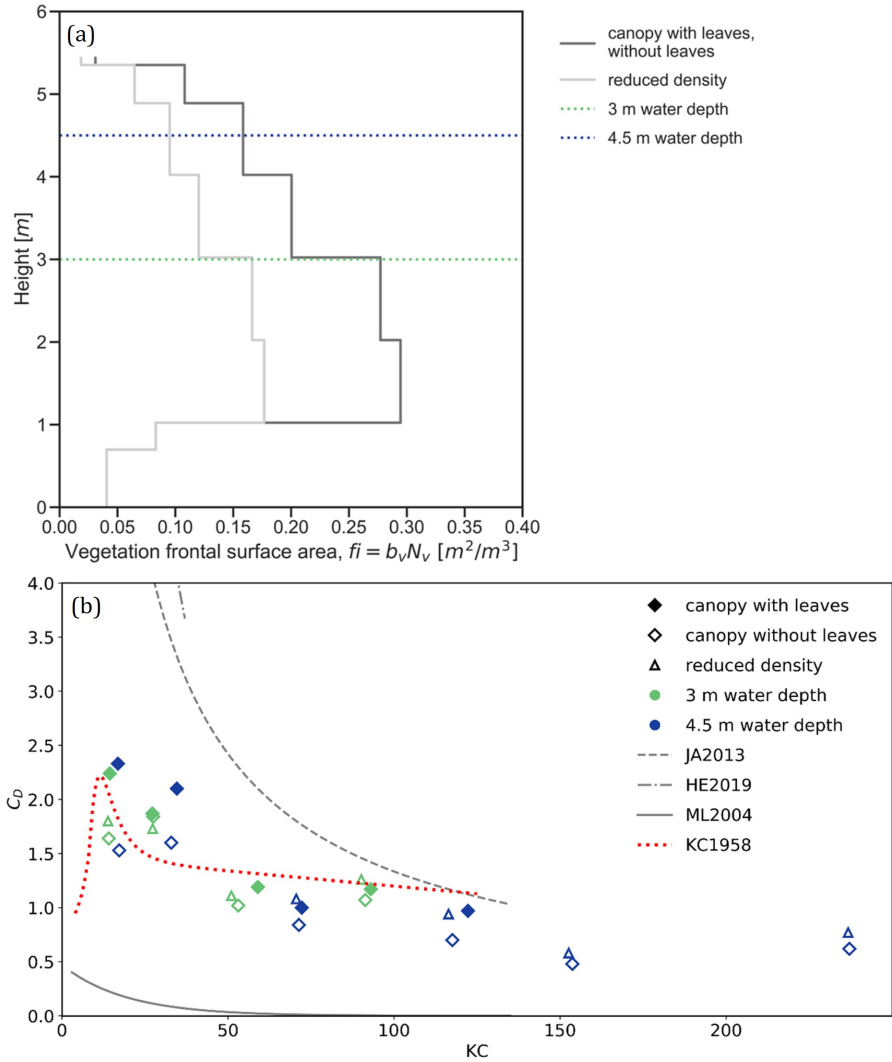 (a)
6
5
4
3
2
1
0
Height [m]
0.00 0.05 0.10 0.15 0.20 0.25 0.30 0.35 0.40
Vegetation frontal surface area, fi = b_vN_v [m²/m³]
canopy with leaves,
without leaves
reduced density
3 m water depth
4.5 m water depth
(b)
4.0
3.5
3.0
2.5
2.0
1.5
1.0
0.5
0.0
C_D
0 50 100 150 200
KC
canopy with leaves
canopy without leaves
reduced density
3 m water depth
4.5 m water depth
JA2013
HE2019
ML2004
KC1958